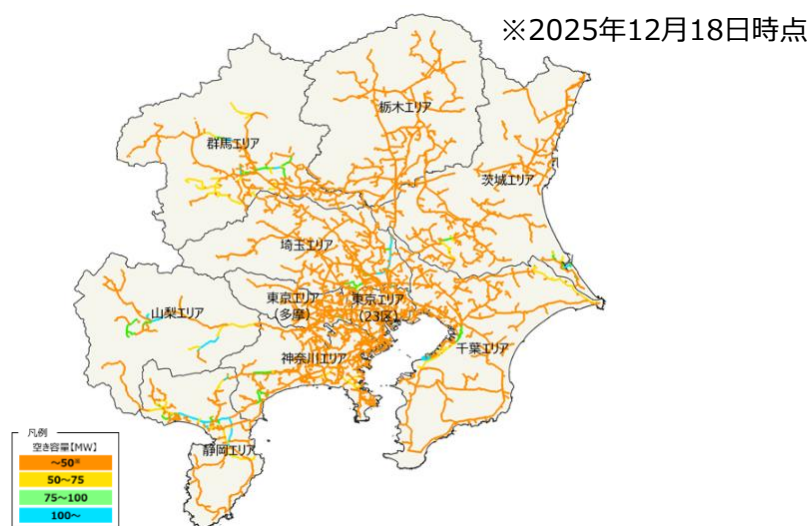 ※2025年12月18日時点
栃木エリア
群馬エリア
茨城エリア
埼玉エリア
東京エリア
(多摩)
東京エリア
(23区)
山梨エリア
千葉エリア
神奈川エリア
静岡エリア
凡例
空き容量【MW】
～50※
50～75
75～100
100～